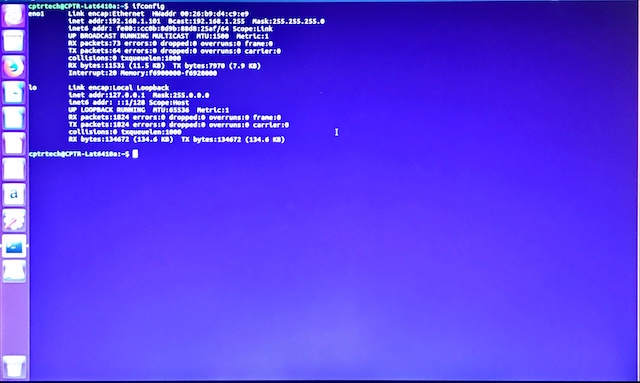 cptrtech@CPTR-Lat6410a:~$ ifconfig
eno1 Link encap:Ethernet HWaddr 00:26:b9:d4:c9:e9
inet addr:192.168.1.101 Bcast:192.168.1.255 Mask:255.255.255.0
inet6 addr: fe80::cc0b:8d9b:88d8:25af/64 Scope:Link
UP BROADCAST RUNNING MULTICAST MTU:1500 Metric:1
RX packets:73 errors:0 dropped:0 overruns:0 frame:0
TX packets:64 errors:0 dropped:0 overruns:0 carrier:0
collisions:0 txqueuelen:1000
RX bytes:11531 (11.5 KB) TX bytes:7970 (7.9 KB)
Interrupt:20 Memory:f6900000-f6920000
lo Link encap:Local Loopback
inet addr:127.0.0.1 Mask:255.0.0.0
inet6 addr: ::1/128 Scope:Host
UP LOOPBACK RUNNING MTU:65536 Metric:1
RX packets:1824 errors:0 dropped:0 overruns:0 frame:0
TX packets:1824 errors:0 dropped:0 overruns:0 carrier:0
collisions:0 txqueuelen:1000
RX bytes:134672 (134.6 KB) TX bytes:134672 (134.6 KB)
cptrtech@CPTR-Lat6410a:~$
a